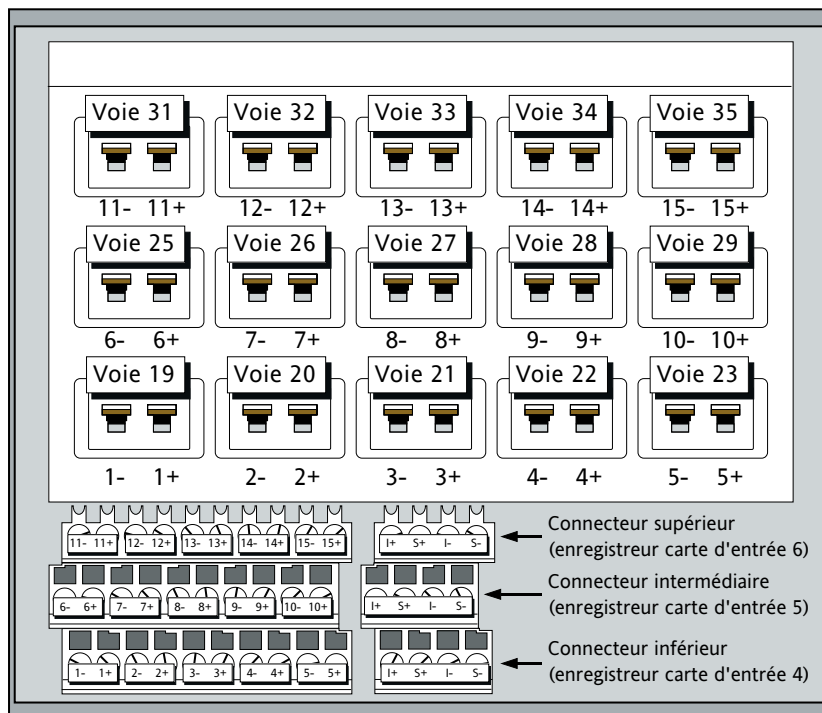 Voie 31 Voie 32 Voie 33 Voie 34 Voie 35
11- 11+ 12- 12+ 13- 13+ 14- 14+ 15- 15+
Voie 25 Voie 26 Voie 27 Voie 28 Voie 29
6- 6+ 7- 7+ 8- 8+ 9- 9+ 10- 10+
Voie 19 Voie 20 Voie 21 Voie 22 Voie 23
1- 1+ 2- 2+ 3- 3+ 4- 4+ 5- 5+
11- 11+ 12- 12+ 13- 13+ 14- 14+ 15- 15+ I+ S+ I- S-
Connecteur supérieur
(enregistreur carte d'entrée 6)
6- 6+ 7- 7+ 8- 8+ 9- 9+ 10- 10+ I+ S+ I- S-
Connecteur intermédiaire
(enregistreur carte d'entrée 5)
1- 1+ 2- 2+ 3- 3+ 4- 4+ 5- 5+ I+ S+ I- S-
Connecteur inférieur
(enregistreur carte d'entrée 4)